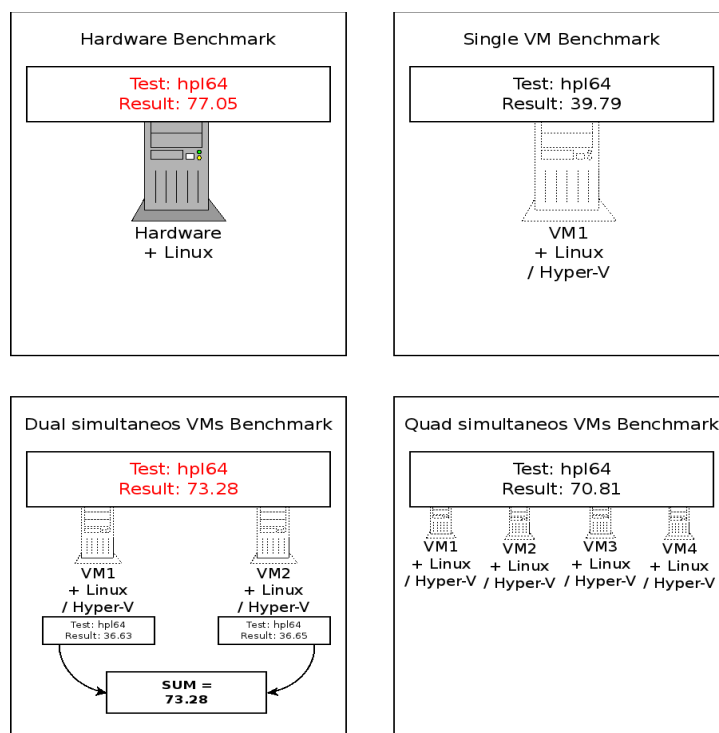 Hardware Benchmark
Test: hpl64
Result: 77.05
Hardware
+ Linux
Single VM Benchmark
Test: hpl64
Result: 39.79
VM1
+ Linux
/ Hyper-V
Dual simultaneos VMs Benchmark
Test: hpl64
Result: 73.28
VM1
+ Linux
/ Hyper-V
Test: hpl64
Result: 36.63
VM2
+ Linux
/ Hyper-V
Test: hpl64
Result: 36.65
SUM =
73.28
Quad simultaneos VMs Benchmark
Test: hpl64
Result: 70.81
VM1
+ Linux
/ Hyper-V
VM2
+ Linux
/ Hyper-V
VM3
+ Linux
/ Hyper-V
VM4
+ Linux
/ Hyper-V